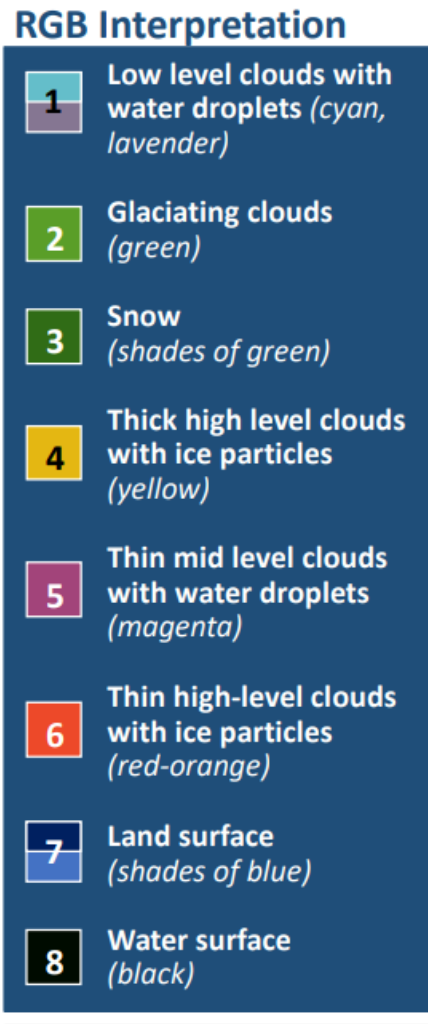 RGB Interpretation
1
Low level clouds with
water droplets (cyan,
lavender)
2
Glaciating clouds
(green)
3
Snow
(shades of green)
4
Thick high level clouds
with ice particles
(yellow)
5
Thin mid level clouds
with water droplets
(magenta)
6
Thin high-level clouds
with ice particles
(red-orange)
7
Land surface
(shades of blue)
8
Water surface
(black)